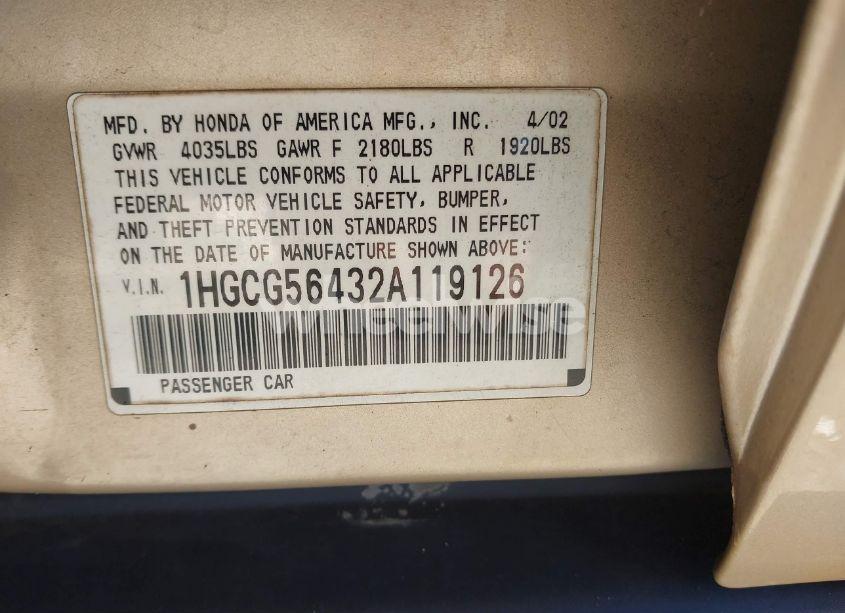 MFD. BY HONDA OF AMERICA MFG., INC. 4/02
GVWR 4035LBS GAWR F 2180LBS R 1920LBS
THIS VEHICLE CONFORMS TO ALL APPLICABLE
FEDERAL MOTOR VEHICLE SAFETY, BUMPER,
AND THEFT PREVENTION STANDARDS IN EFFECT
ON THE DATE OF MANUFACTURE SHOWN ABOVE:
V.I.N. 1HGCG56432A119126
wheelwise
PASSENGER CAR